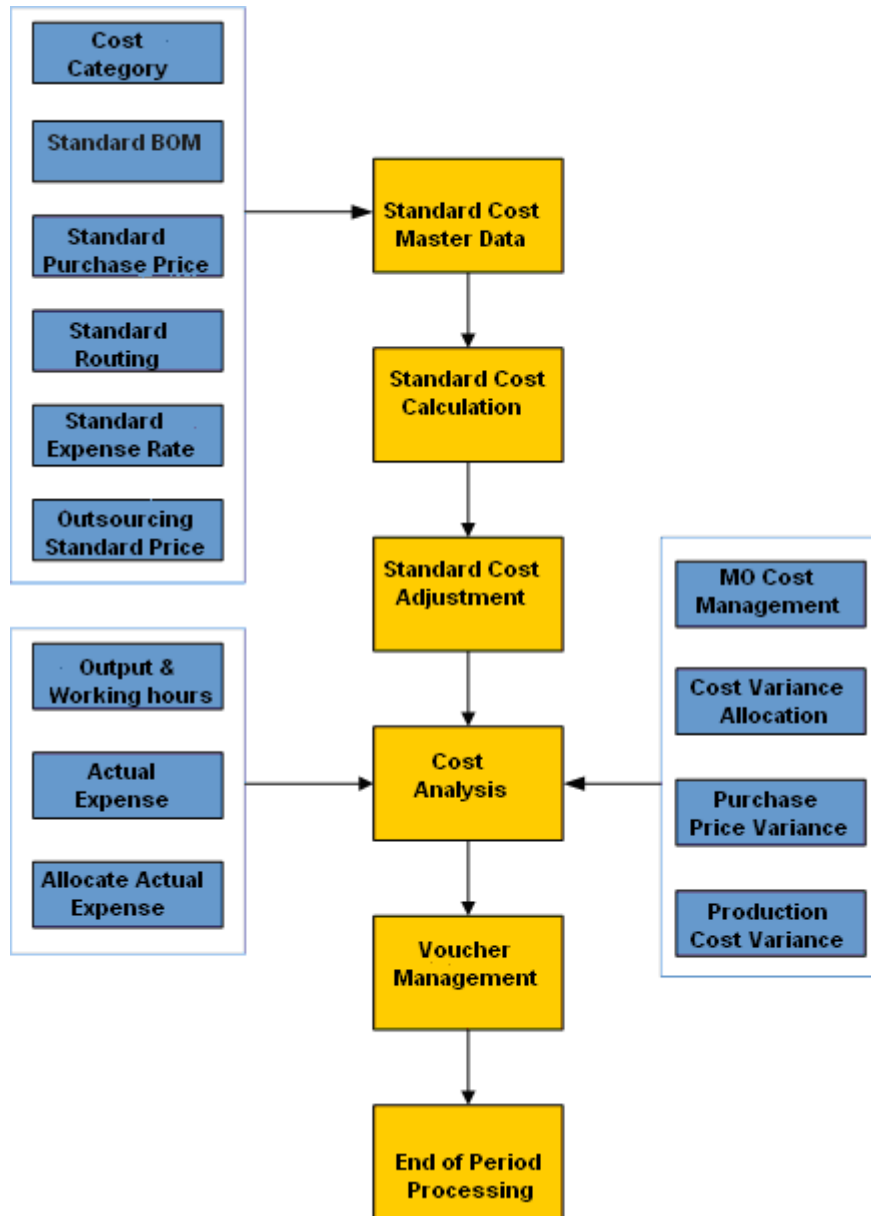 Cost
Category
Standard BOM
Standard
Purchase Price
Standard
Routing
Standard
Expense Rate
Outsourcing
Standard Price
Output &
Working hours
Actual
Expense
Allocate Actual
Expense
Standard Cost
Master Data
Standard Cost
Calculation
Standard Cost
Adjustment
Cost
Analysis
Voucher
Management
End of Period
Processing
MO Cost
Management
Cost Variance
Allocation
Purchase
Price Variance
Production
Cost Variance